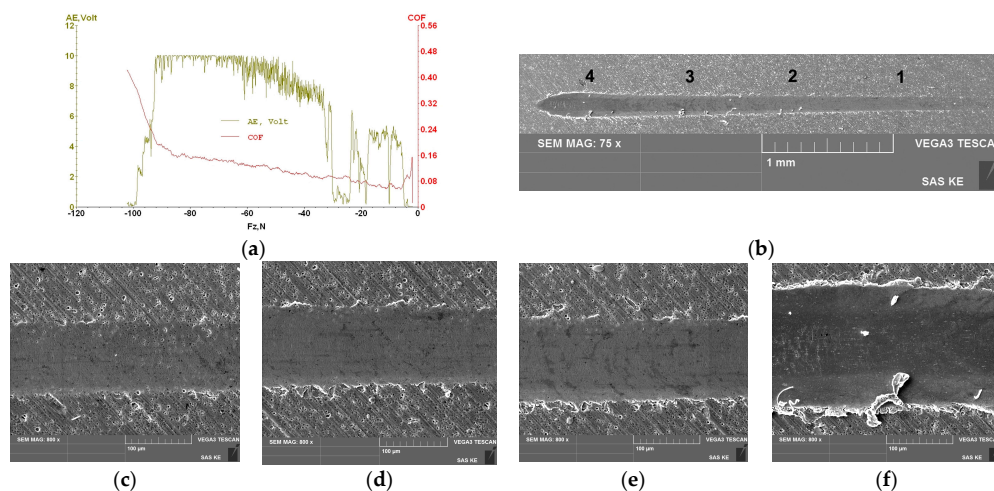 AE,Volt COF
12 0.56
10 0.48
0.40
8
0.32
6
0.24
4
0.16
2
0.08
0 0.00
-120 -100 -80 -60 -40 -20 0
Fz,N
AE, Volt
COF
(a)
4 3 2 1
SEM MAG: 75 x VEGA3 TESCAN
1 mm
SAS KE
(b)
SEM MAG: 800 x VEGA3 TESCAN
100 µm
SAS KE
(c)
SEM MAG: 800 x VEGA3 TESCAN
100 µm
SAS KE
(d)
SEM MAG: 800 x VEGA3 TESCAN
100 µm
SAS KE
(e)
SEM MAG: 800 x VEGA3 TESCAN
100 µm
SAS KE
(f)